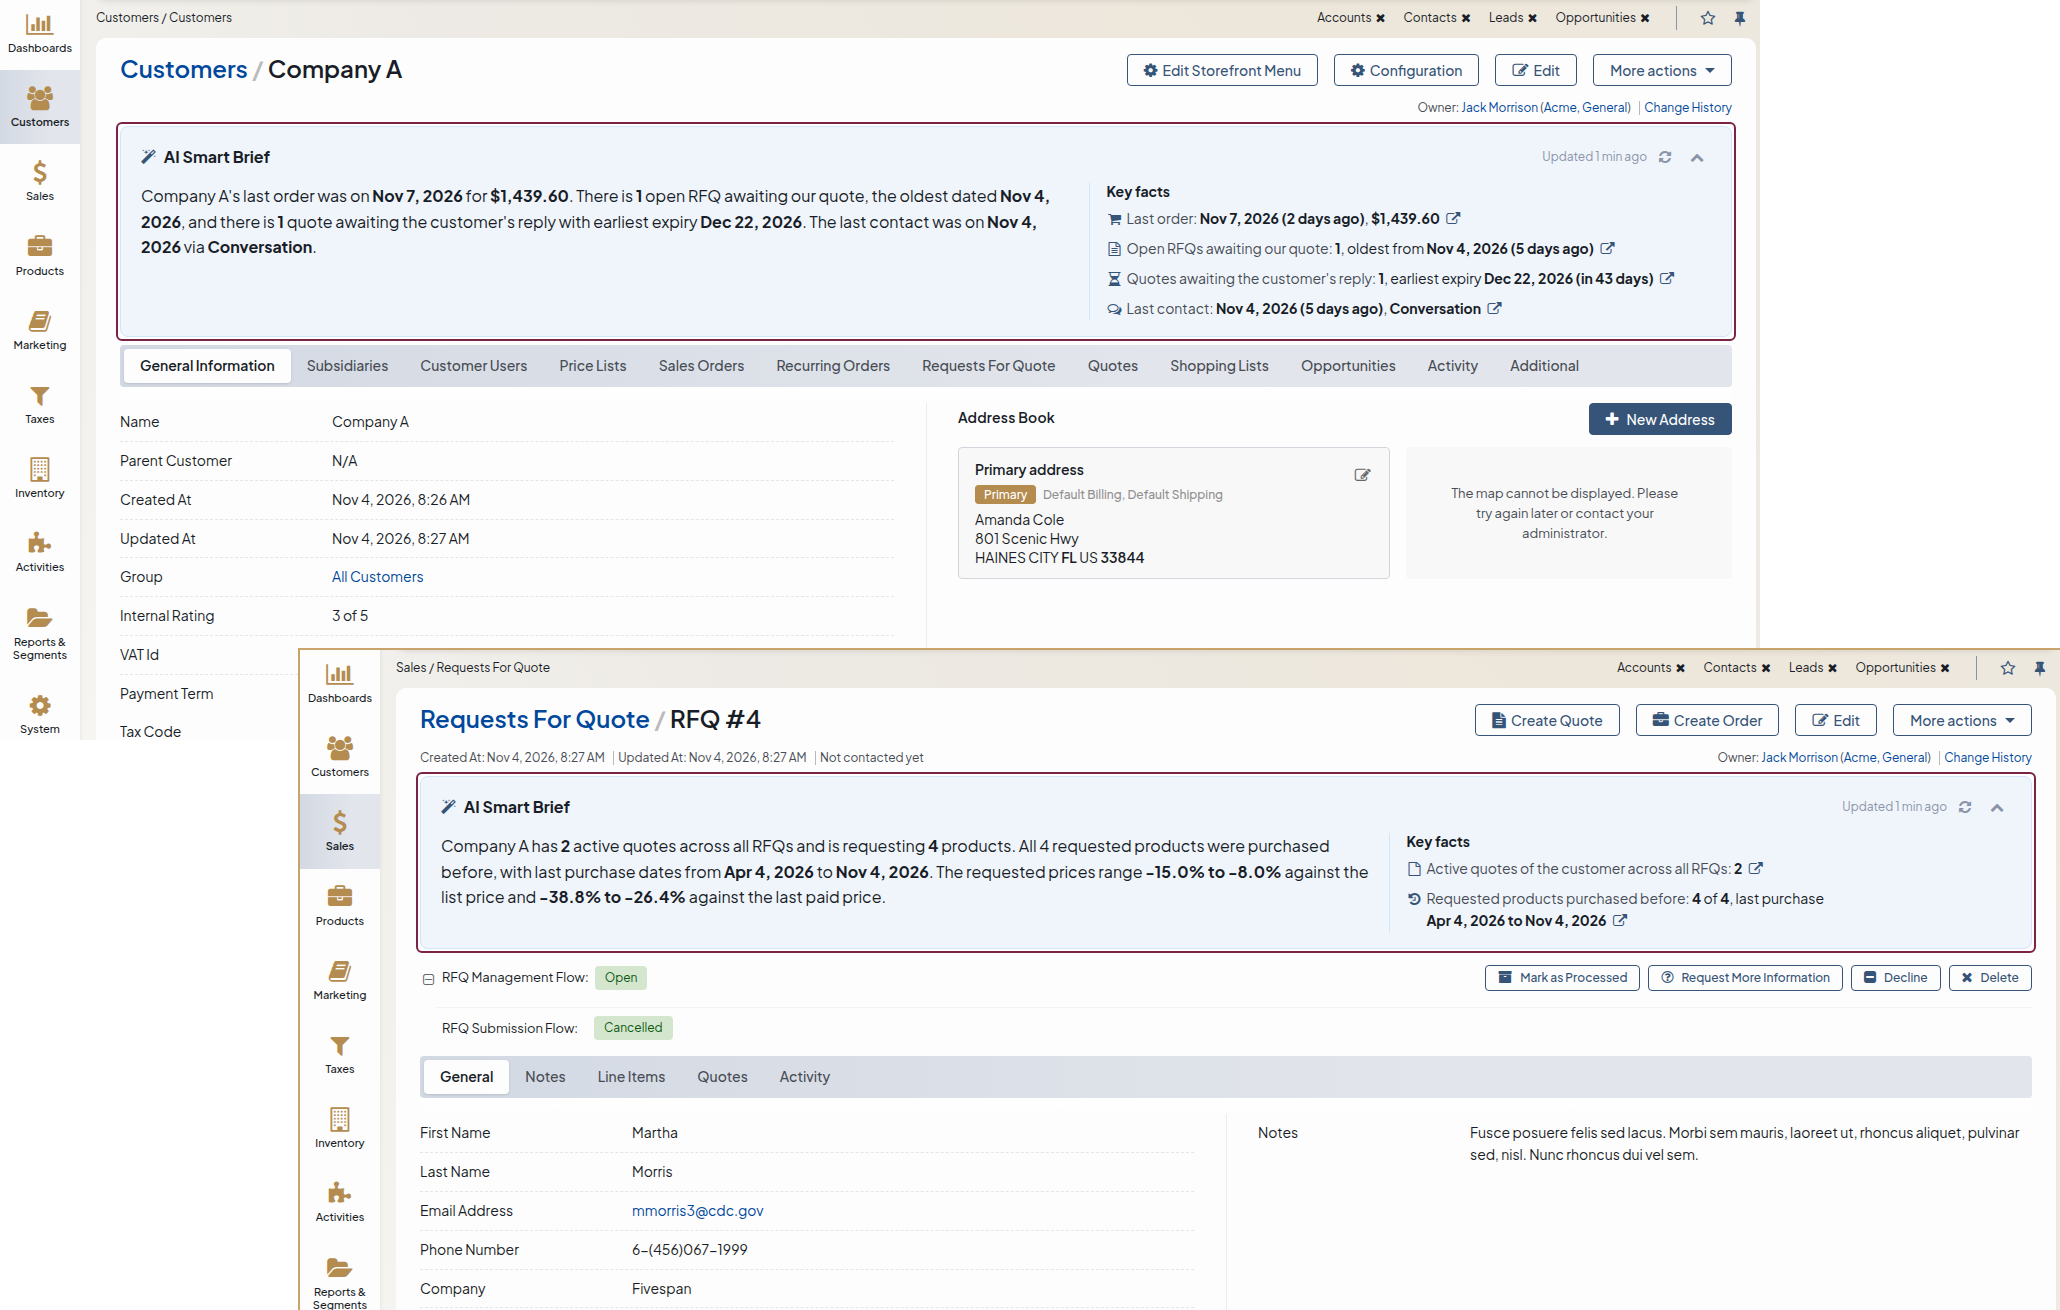 Dashboards
Customers
Sales
Products
Marketing
Taxes
Inventory
Activities
Reports &
Segments
System
Customers / Customers
Accounts ✖ Contacts ✖ Leads ✖ Opportunities ✖
Customers / Company A
Edit Storefront Menu Configuration Edit More actions
Owner: Jack Morrison (Acme, General) | Change History
AI Smart Brief
Updated 1 min ago
Company A's last order was on Nov 7, 2026 for $1,439.60. There is 1 open RFQ awaiting our quote, the oldest dated Nov 4,
2026, and there is 1 quote awaiting the customer's reply with earliest expiry Dec 22, 2026. The last contact was on Nov 4,
2026 via Conversation.
Key facts
Last order: Nov 7, 2026 (2 days ago), $1,439.60
Open RFQs awaiting our quote: 1, oldest from Nov 4, 2026 (5 days ago)
Quotes awaiting the customer's reply: 1, earliest expiry Dec 22, 2026 (in 43 days)
Last contact: Nov 4, 2026 (5 days ago), Conversation
General Information Subsidiaries Customer Users Price Lists Sales Orders Recurring Orders Requests For Quote Quotes Shopping Lists Opportunities Activity Additional
Name Company A
Parent Customer N/A
Created At Nov 4, 2026, 8:26 AM
Updated At Nov 4, 2026, 8:27 AM
Group All Customers
Internal Rating 3 of 5
VAT Id
Payment Term
Tax Code
Address Book
+ New Address
Primary address
Primary Default Billing, Default Shipping
Amanda Cole
801 Scenic Hwy
HAINES CITY FL US 33844
The map cannot be displayed. Please
try again later or contact your
administrator.
Dashboards
Customers
Sales
Products
Marketing
Taxes
Inventory
Activities
Reports &
Segments
Sales / Requests For Quote
Accounts ✖ Contacts ✖ Leads ✖ Opportunities ✖
Requests For Quote / RFQ #4
Create Quote Create Order Edit More actions
Created At: Nov 4, 2026, 8:27 AM | Updated At: Nov 4, 2026, 8:27 AM | Not contacted yet
Owner: Jack Morrison (Acme, General) | Change History
AI Smart Brief
Updated 1 min ago
Company A has 2 active quotes across all RFQs and is requesting 4 products. All 4 requested products were purchased
before, with last purchase dates from Apr 4, 2026 to Nov 4, 2026. The requested prices range -15.0% to -8.0% against the
list price and -38.8% to -26.4% against the last paid price.
Key facts
Active quotes of the customer across all RFQs: 2
Requested products purchased before: 4 of 4, last purchase
Apr 4, 2026 to Nov 4, 2026
RFQ Management Flow: Open
Mark as Processed Request More Information Decline Delete
RFQ Submission Flow: Cancelled
General Notes Line Items Quotes Activity
First Name Martha
Last Name Morris
Email Address mmorris3@cdc.gov
Phone Number 6-(456)067-1999
Company Fivespan
Notes
Fusce posuere felis sed lacus. Morbi sem mauris, laoreet ut, rhoncus aliquet, pulvinar
sed, nisl. Nunc rhoncus dui vel sem.